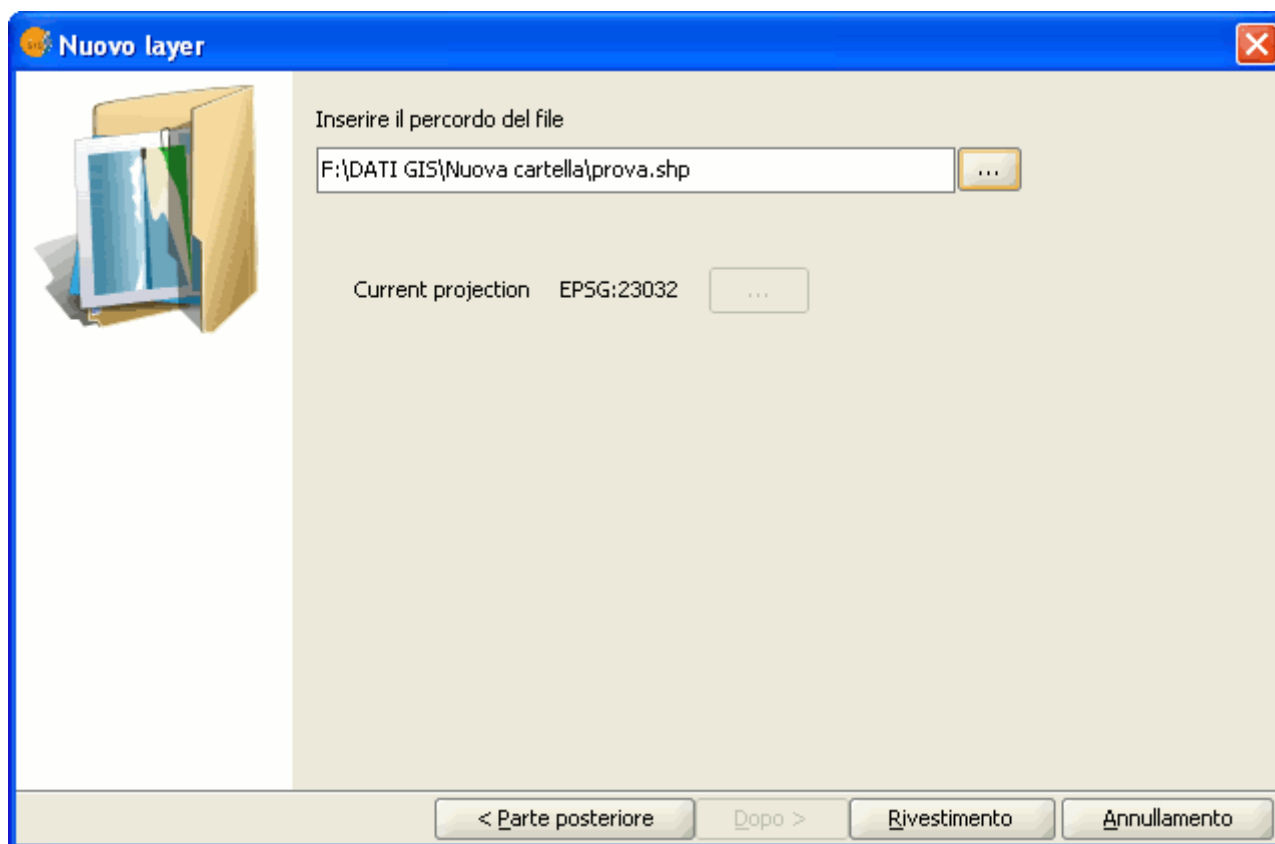 Nuovo layer
Inserire il percordo del file
F:\DATI GIS\Nuova cartella\prova.shp ...
Current projection EPSG:23032 ...
< Parte posteriore Dopo > Rivestimento Annullamento